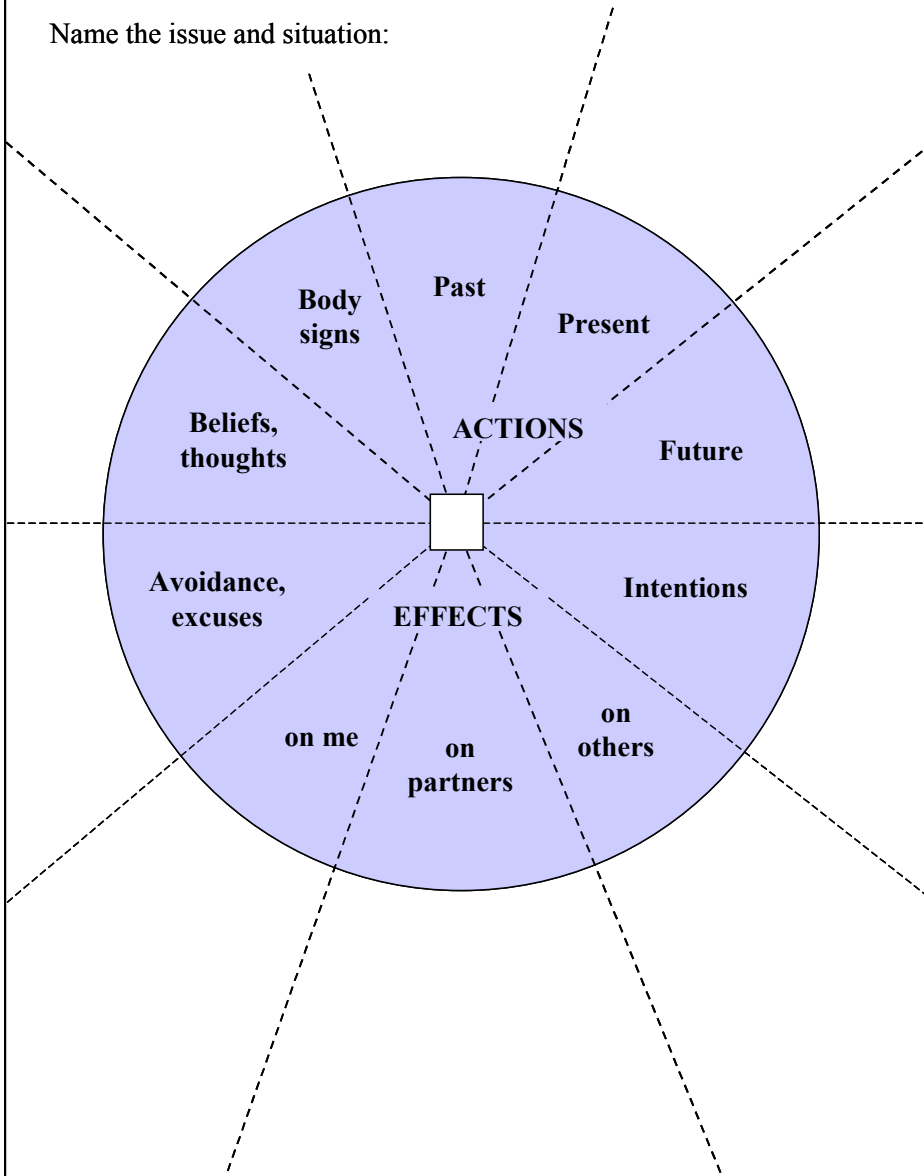 Name the issue and situation:
Past
Body
signs
Present
ACTIONS
Beliefs,
thoughts
Future
Avoidance,
excuses
Intentions
EFFECTS
on me
on
partners
on
others